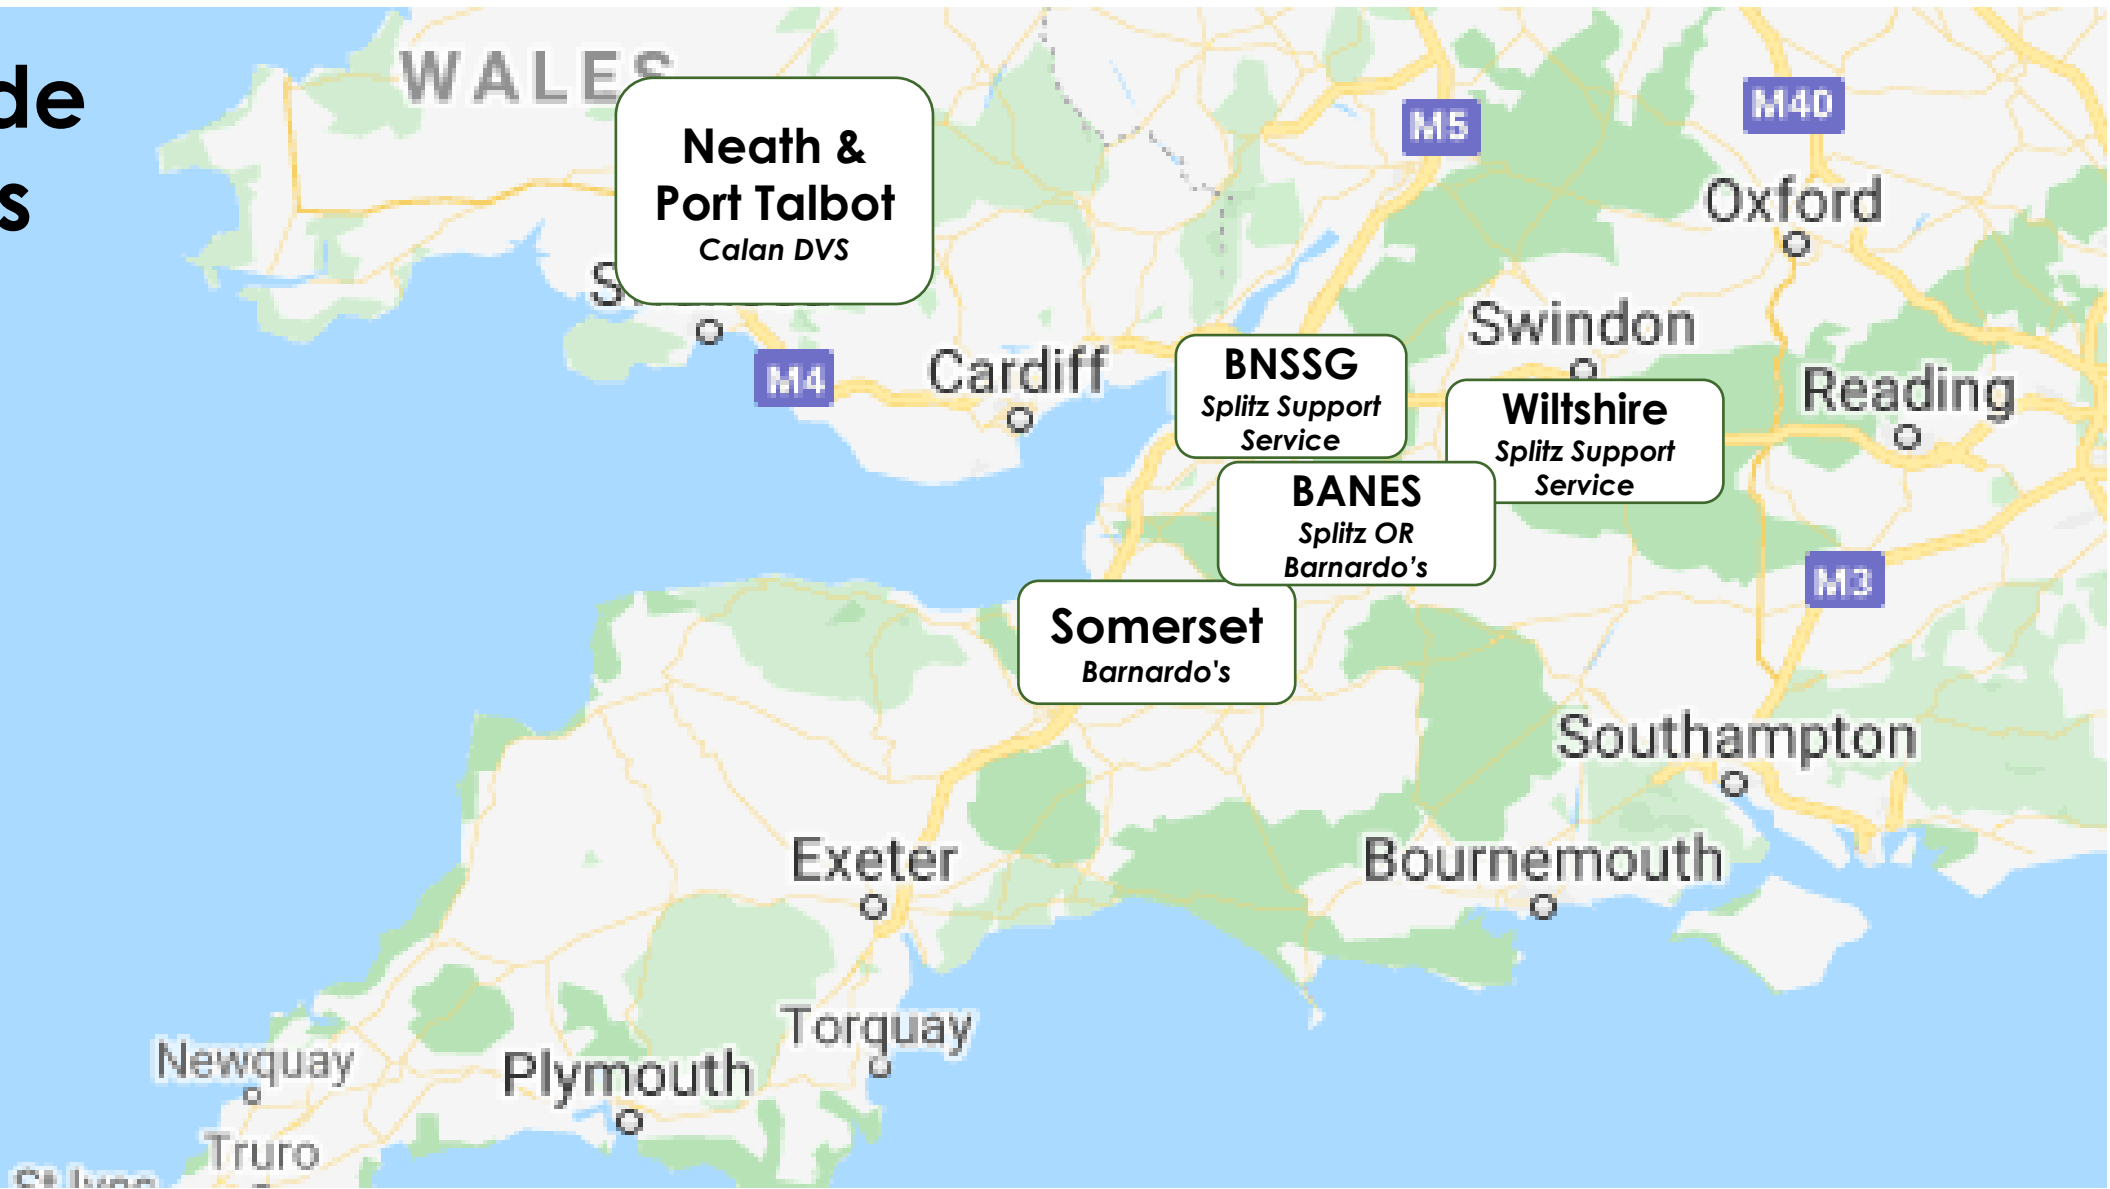 de
s
WALES
Neath &
Port Talbot
Calan DVS
M5
M40
Oxford
Swindon
M4
Cardiff
BNSSG
Splitz Support
Service
Reading
Wiltshire
Splitz Support
Service
BANES
Splitz OR
Barnardo’s
M3
Somerset
Barnardo's
Southampton
Exeter
Bournemouth
Torquay
Newquay
Plymouth
Truro